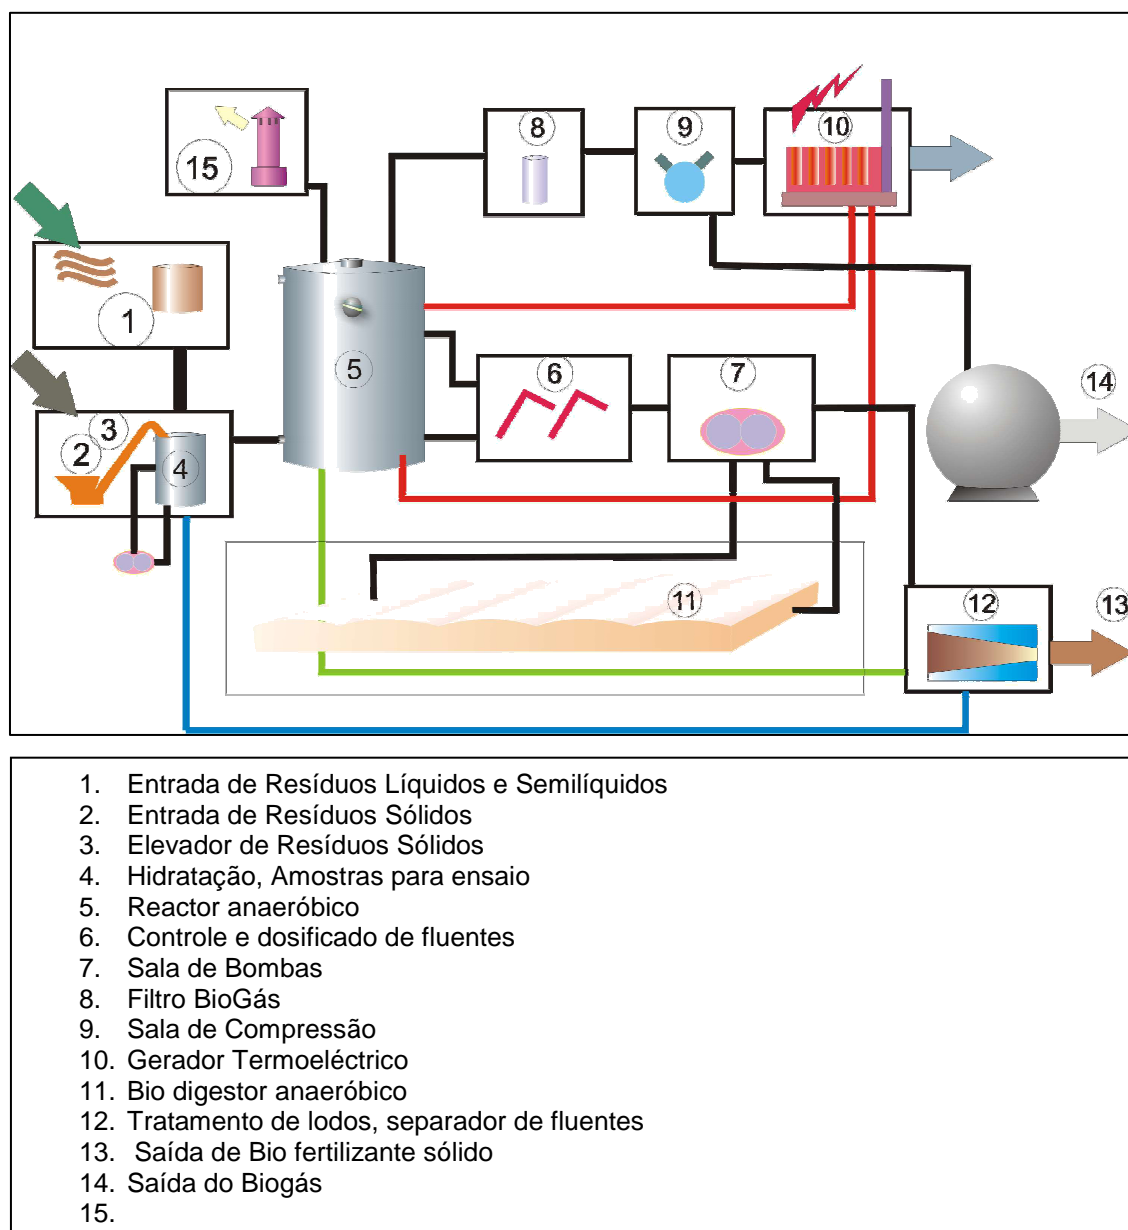 15
8
9
10
1
5
6
7
14
3
2
4
11
12
13
1. Entrada de Resíduos Líquidos e Semilíquidos
2. Entrada de Resíduos Sólidos
3. Elevador de Resíduos Sólidos
4. Hidratação, Amostras para ensaio
5. Reactor anaeróbico
6. Controle e dosificado de fluentes
7. Sala de Bombas
8. Filtro BioGás
9. Sala de Compressão
10. Gerador Termoeléctrico
11. Bio digestor anaeróbico
12. Tratamento de lodos, separador de fluentes
13. Saída de Bio fertilizante sólido
14. Saída do Biogás
15.